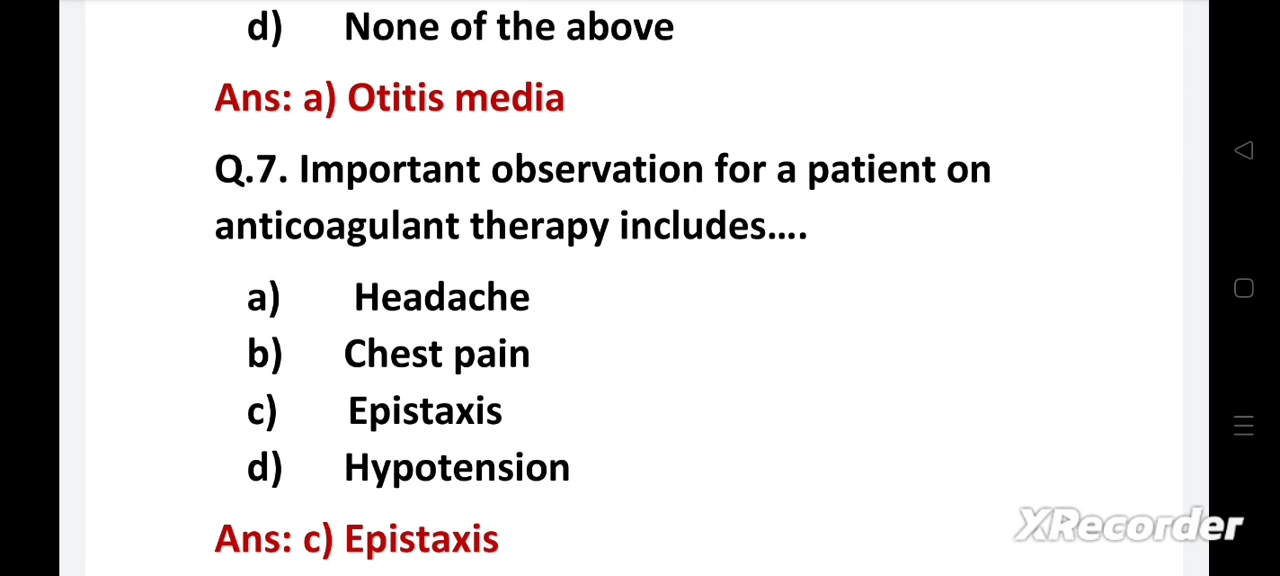 d) None of the above
Ans: a) Otitis media
Q.7. Important observation for a patient on
anticoagulant therapy includes....
a) Headache
b) Chest pain
c) Epistaxis
d) Hypotension
Ans: c) Epistaxis
XRecorder